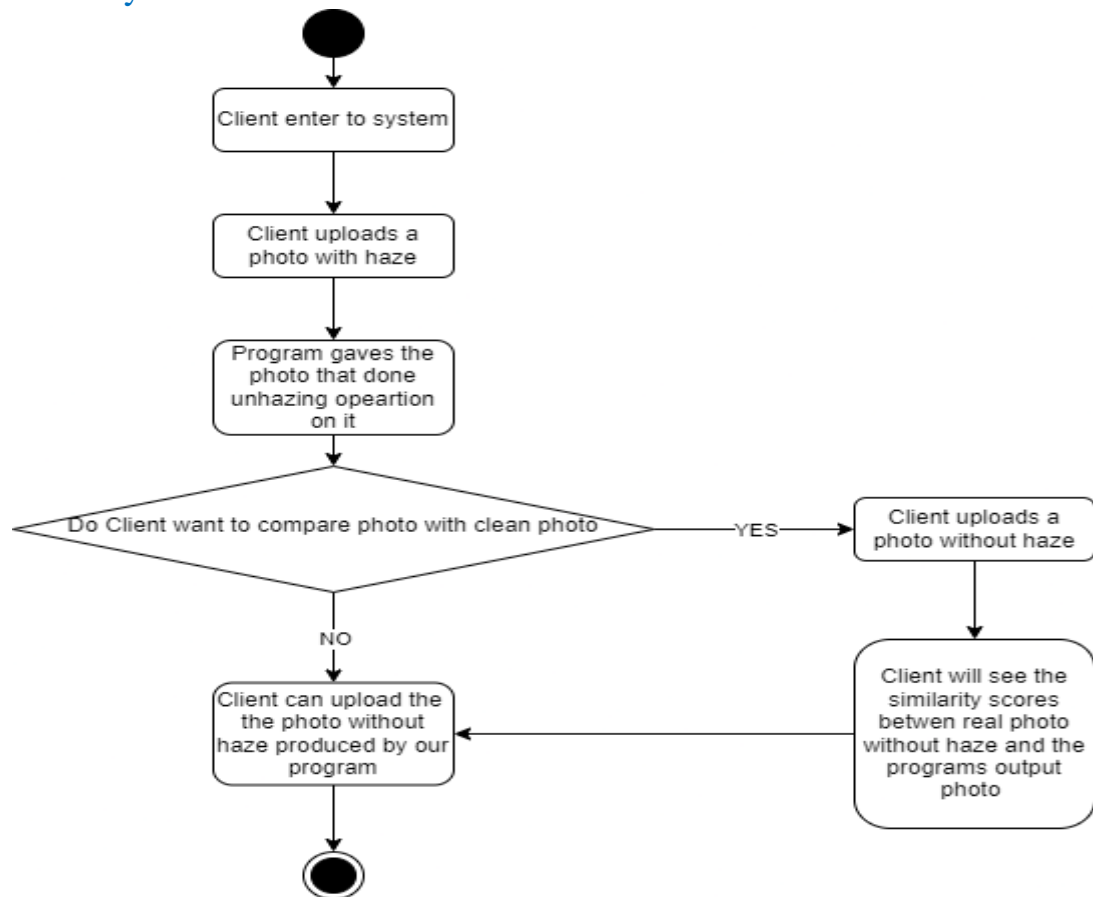 Client enter to system
Client uploads a
photo with haze
Program gaves the
photo that done
unhazing opeartion
on it
Do Client want to compare photo with clean photo
YES
Client uploads a
photo without haze
Client will see the
similarity scores
betwen real photo
without haze and the
programs output
photo
NO
Client can upload the
the photo without
haze produced by our
program